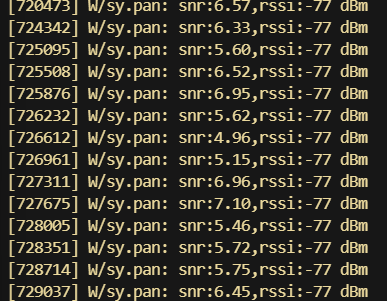 [720473] W/sy.pan: snr:6.57,rssi:-77 dBm
[724342] W/sy.pan: snr:6.33,rssi:-77 dBm
[725095] W/sy.pan: snr:5.60,rssi:-77 dBm
[725508] W/sy.pan: snr:6.52,rssi:-77 dBm
[725876] W/sy.pan: snr:6.95,rssi:-77 dBm
[726232] W/sy.pan: snr:5.62,rssi:-77 dBm
[726612] W/sy.pan: snr:4.96,rssi:-77 dBm
[726961] W/sy.pan: snr:5.15,rssi:-77 dBm
[727311] W/sy.pan: snr:6.96,rssi:-77 dBm
[727675] W/sy.pan: snr:7.10,rssi:-77 dBm
[728005] W/sy.pan: snr:5.46,rssi:-77 dBm
[728351] W/sy.pan: snr:5.72,rssi:-77 dBm
[728714] W/sy.pan: snr:5.75,rssi:-77 dBm
[729037] W/sy.pan: snr:6.45,rssi:-77 dBm